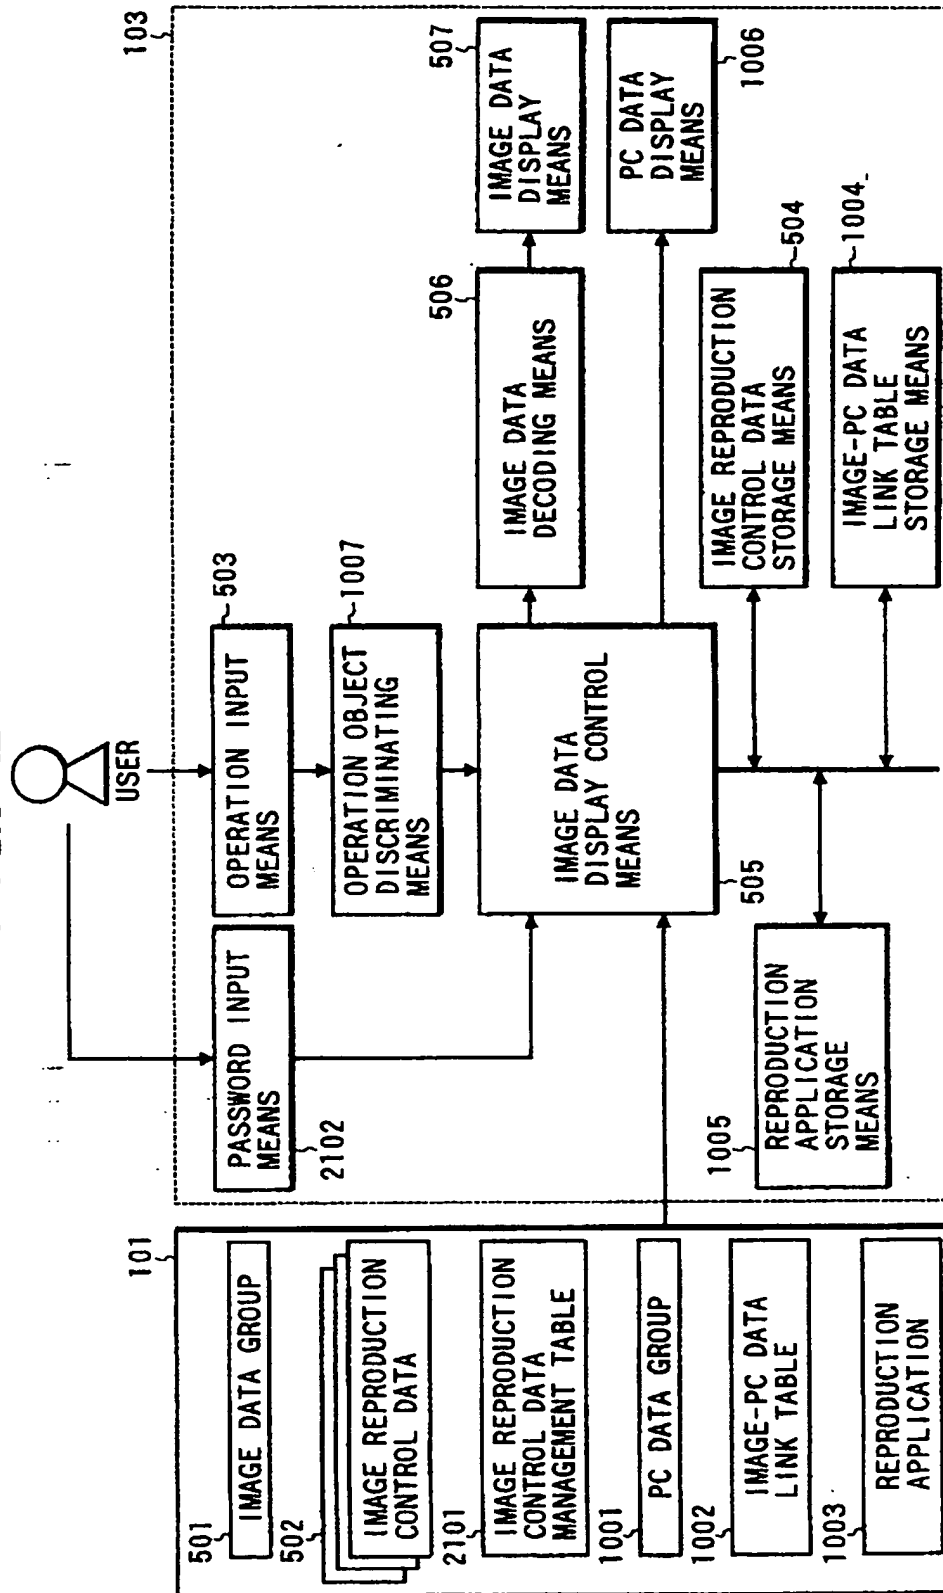 101
501
IMAGE DATA GROUP
502
IMAGE REPRODUCTION
CONTROL DATA
2101
IMAGE REPRODUCTION
CONTROL DATA
MANAGEMENT TABLE
1001
PC DATA GROUP
1002
IMAGE-PC DATA
LINK TABLE
1003
REPRODUCTION
APPLICATION
USER
103
PASSWORD INPUT
MEANS
2102
OPERATION INPUT
MEANS
503
OPERATION OBJECT
DISCRIMINATING
MEANS
1007
IMAGE DATA
DISPLAY CONTROL
MEANS
505
IMAGE DATA
DECODING MEANS
506
IMAGE DATA
DISPLAY
MEANS
507
PC DATA
DISPLAY
MEANS
1006
IMAGE REPRODUCTION
CONTROL DATA
STORAGE MEANS
504
IMAGE-PC DATA
LINK TABLE
STORAGE MEANS
1004
1005
REPRODUCTION
APPLICATION
STORAGE
MEANS